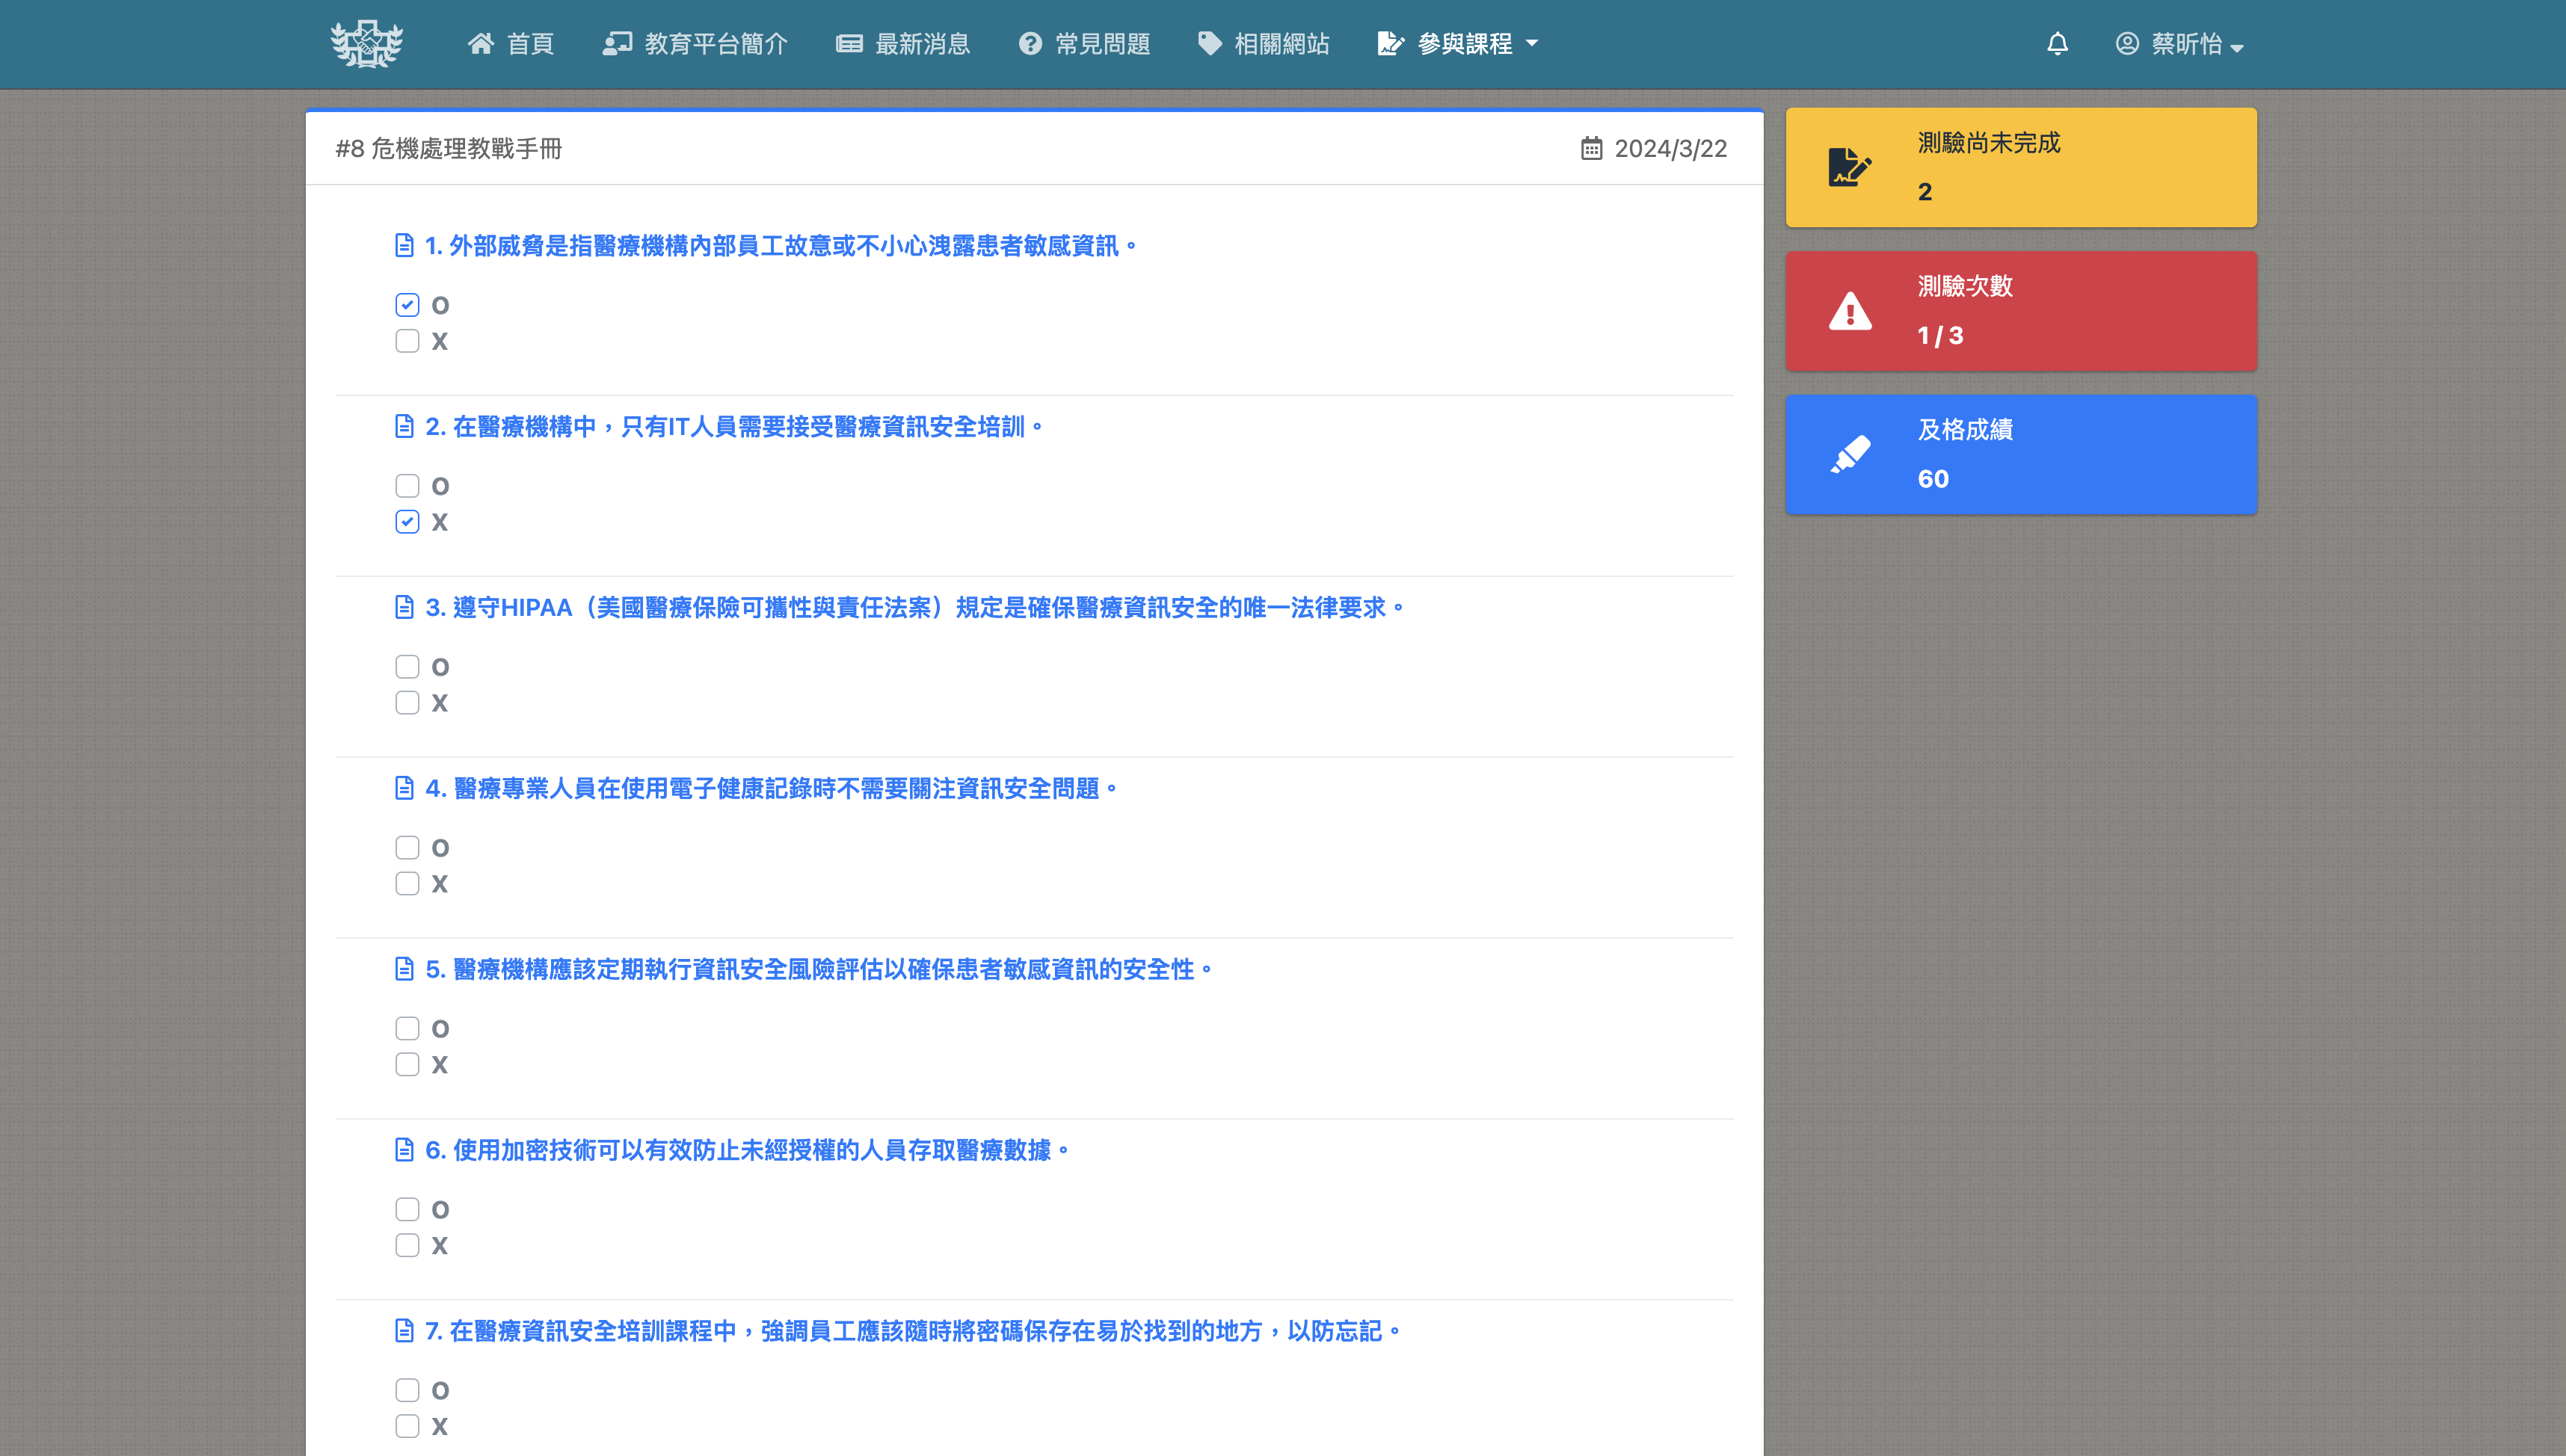 首頁 教育平台簡介 最新消息 常見問題 相關網站 參與課程 蔡昕怡
#8 危機處理教戰手冊 2024/3/22
測驗尚未完成
2
測驗次數
1 / 3
及格成績
60
1. 外部威脅是指醫療機構內部員工故意或不小心洩露患者敏感資訊。
O
X
2. 在醫療機構中，只有IT人員需要接受醫療資訊安全培訓。
O
X
3. 遵守HIPAA（美國醫療保險可攜性與責任法案）規定是確保醫療資訊安全的唯一法律要求。
O
X
4. 醫療專業人員在使用電子健康記錄時不需要關注資訊安全問題。
O
X
5. 醫療機構應該定期執行資訊安全風險評估以確保患者敏感資訊的安全性。
O
X
6. 使用加密技術可以有效防止未經授權的人員存取醫療數據。
O
X
7. 在醫療資訊安全培訓課程中，強調員工應該隨時將密碼保存在易於找到的地方，以防忘記。
O
X